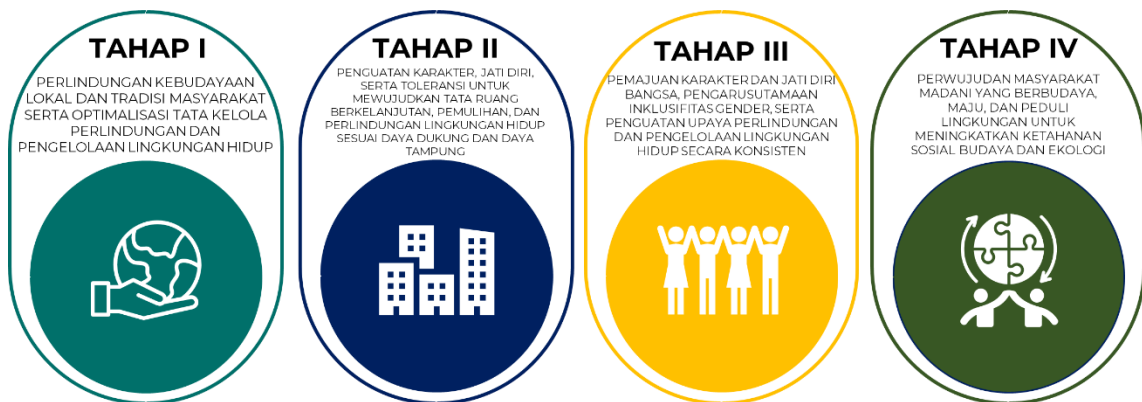 TAHAP I
PERLINDUNGAN KEBUDAYAAN
LOKAL DAN TRADISI MASYARAKAT
SERTA OPTIMALISASI TATA KELOLA
PERLINDUNGAN DAN
PENGELOLAAN LINGKUNGAN HIDUP
TAHAP II
PENGUATAN KARAKTER, JATI DIRI,
SERTA TOLERANSI UNTUK
MEWUJUDKAN TATA RUANG
BERKELANJUTAN, PEMULIHAN, DAN
PERLINDUNGAN LINGKUNGAN HIDUP
SESUAI DAYA DUKUNG DAN DAYA
TAMPUNG
TAHAP III
PEMAJUAN KARAKTER DAN JATI DIRI
BANGSA, PENGARUSUTAMAAN
INKLUSIFITAS GENDER, SERTA
PENGUATAN UPAYA PERLINDUNGAN
DAN PENGELOLAAN LINGKUNGAN
HIDUP SECARA KONSISTEN
TAHAP IV
PERWUJUDAN MASYARAKAT
MADANI YANG BERBUDAYA,
MAJU, DAN PEDULI
LINGKUNGAN UNTUK
MENINGKATKAN KETAHANAN
SOSIAL BUDAYA DAN EKOLOGI